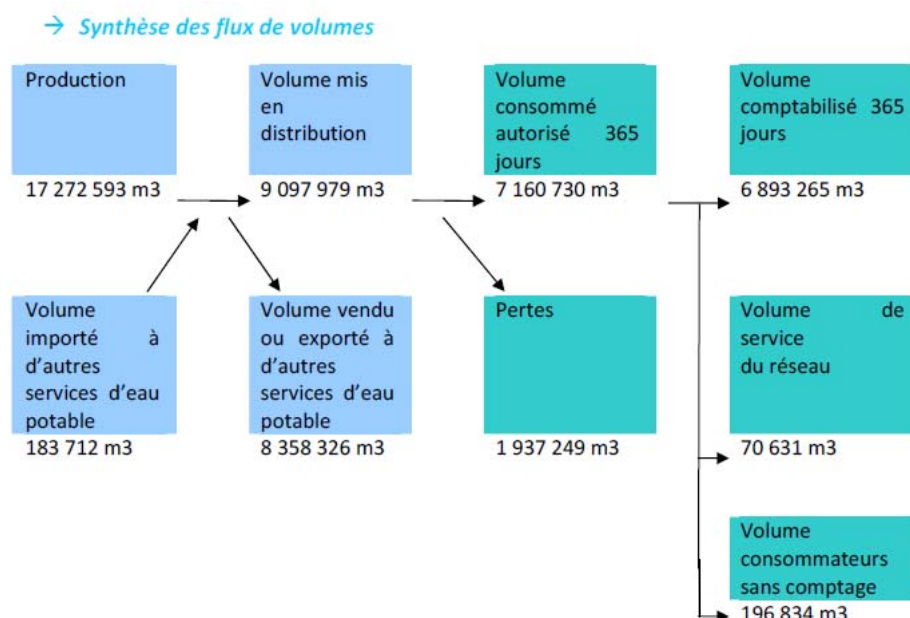 → Synthèse des flux de volumes
Production
17 272 593 m3
Volume mis
en
distribution
9 097 979 m3
Volume
consommé
autorisé 365
jours
7 160 730 m3
Volume
comptabilisé 365
jours
6 893 265 m3
Volume
importé à
d'autres
services d'eau
potable
183 712 m3
Volume vendu
ou exporté à
d'autres
services d'eau
potable
8 358 326 m3
Pertes
1 937 249 m3
Volume de
service
du réseau
70 631 m3
Volume
consommateurs
sans comptage
196 834 m3